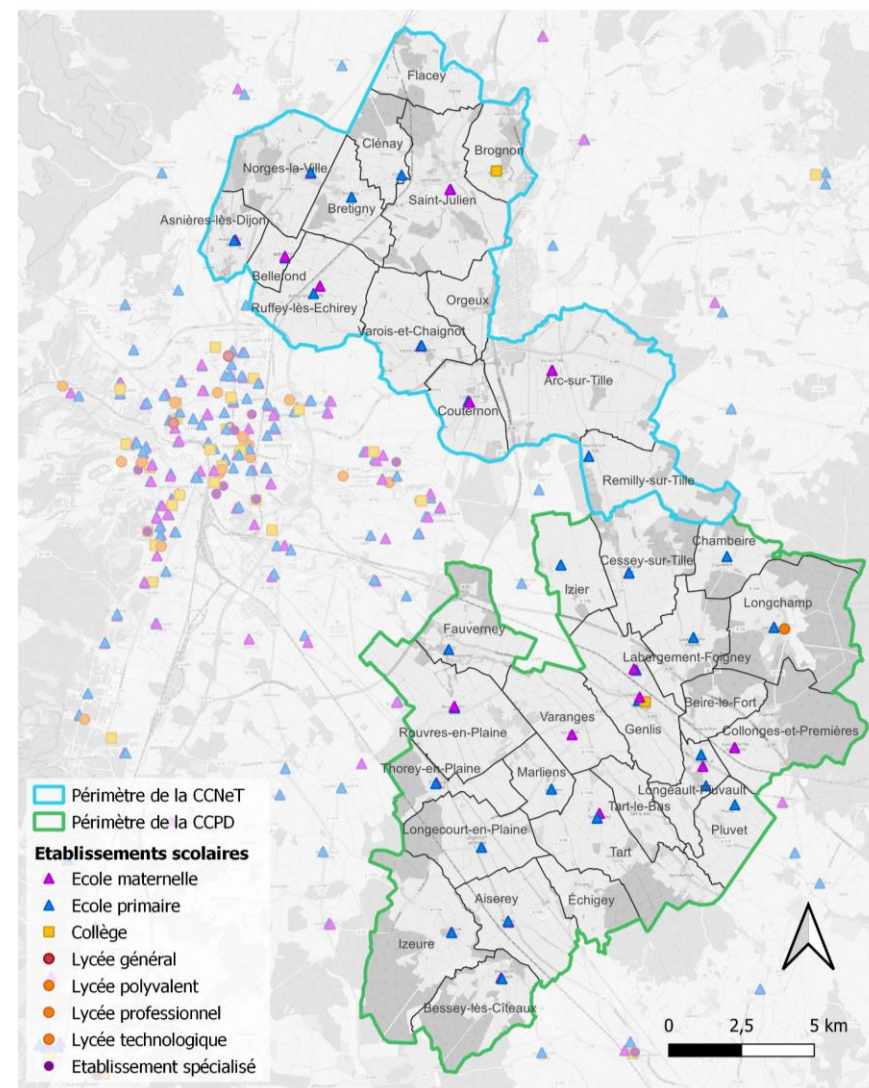 Flacey
Clénay
Brognon
Norges-la-Ville
Saint-Julien
Bretigny
Asnières-lès-Dijon
Bellefond
Orgeux
Ruffey-lès-Echirey
Varois-et-Chaignot
Arc-sur-Tille
Couternon
Remilly-sur-Tille
Chambeire
Cessey-sur-Tille
Izier
Longchamp
Fauverney
Labergement-Foigney
Beire-le-Fort
Varanges
Genlis
Collonges-et-Premières
Rouvres-en-Plaine
Thorey-en-Plaine
Marliens
Longeault-Pluvault
Tart-le-Bas
Pluvet
Longecourt-en-Plaine
Tart
Aiserey
Échigey
Izeure
Bessey-lès-Cîteaux
Périmètre de la CCNeT
Périmètre de la CCPD
Etablissements scolaires
Ecole maternelle
Ecole primaire
Collège
Lycée général
Lycée polyvalent
Lycée professionnel
Lycée technologique
Etablissement spécialisé
0 2,5 5 km